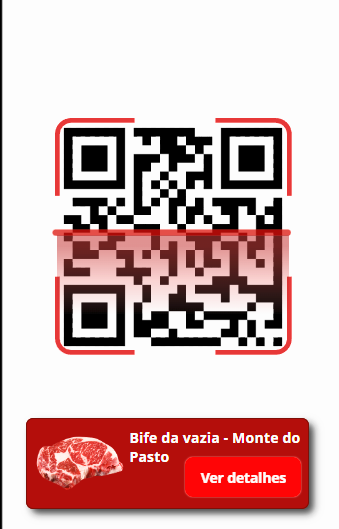 Bife da vazia - Monte do
Pasto
Ver detalhes